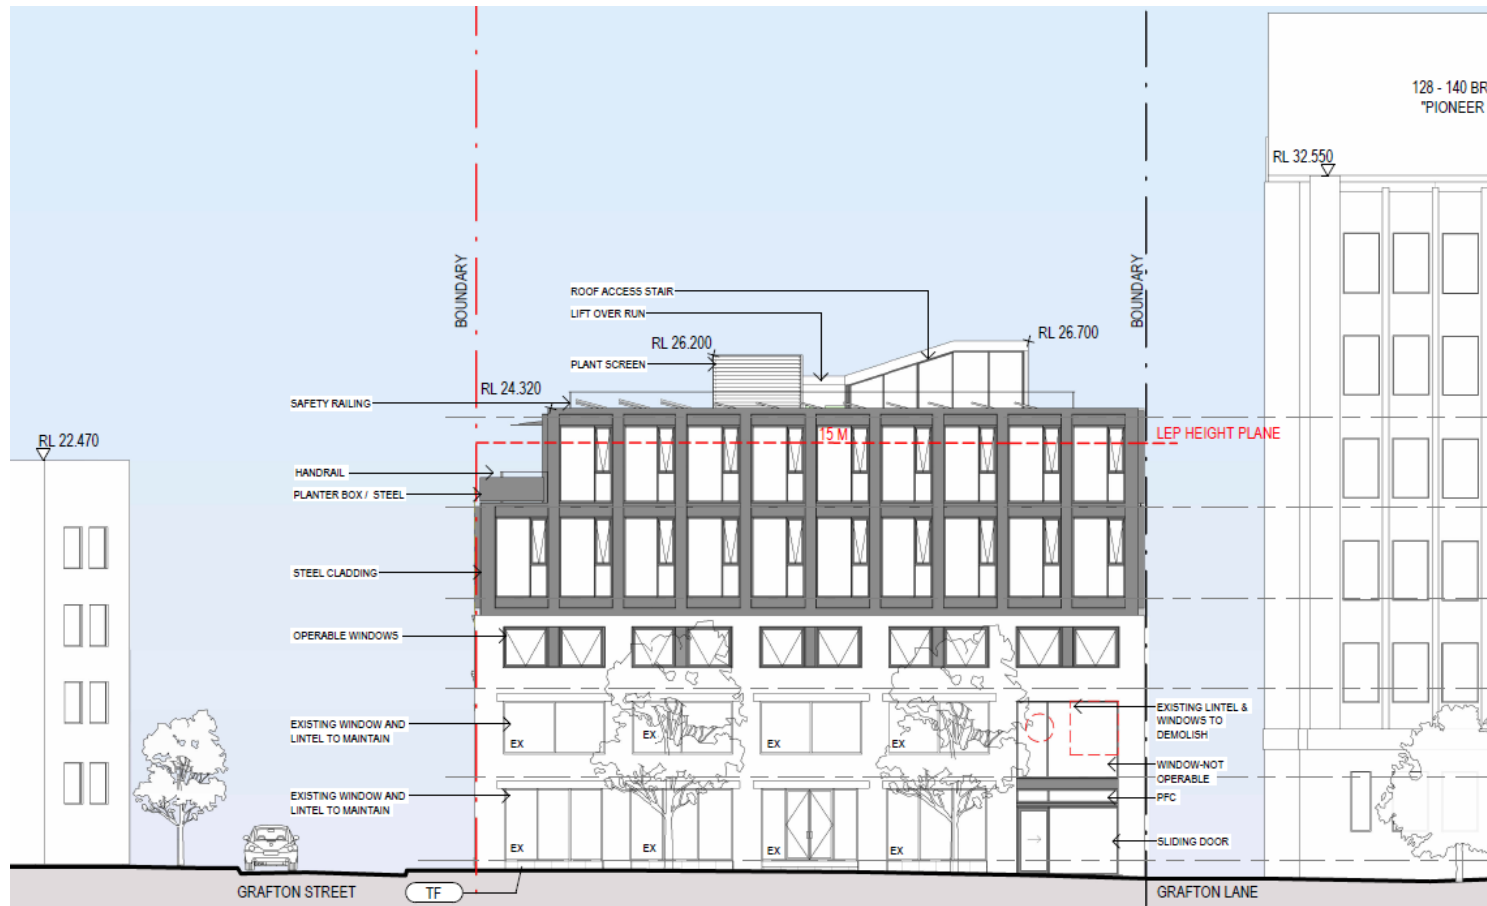 128 - 140 BR
"PIONEER
RL 32.550
BOUNDARY
BOUNDARY
ROOF ACCESS STAIR
LIFT OVER RUN
RL 26.200
RL 26.700
PLANT SCREEN
RL 24.320
SAFETY RAILING
15 M
LEP HEIGHT PLANE
RL 22.470
HANDRAIL
PLANTER BOX / STEEL
STEEL CLADDING
OPERABLE WINDOWS
EXISTING WINDOW AND
LINTEL TO MAINTAIN
EX
EX
EX
EX
EXISTING LINTEL &
WINDOWS TO
DEMOLISH
WINDOW-NOT
OPERABLE
EXISTING WINDOW AND
LINTEL TO MAINTAIN
PFC
EX
EX
EX
EX
SLIDING DOOR
GRAFTON STREET
TF
GRAFTON LANE